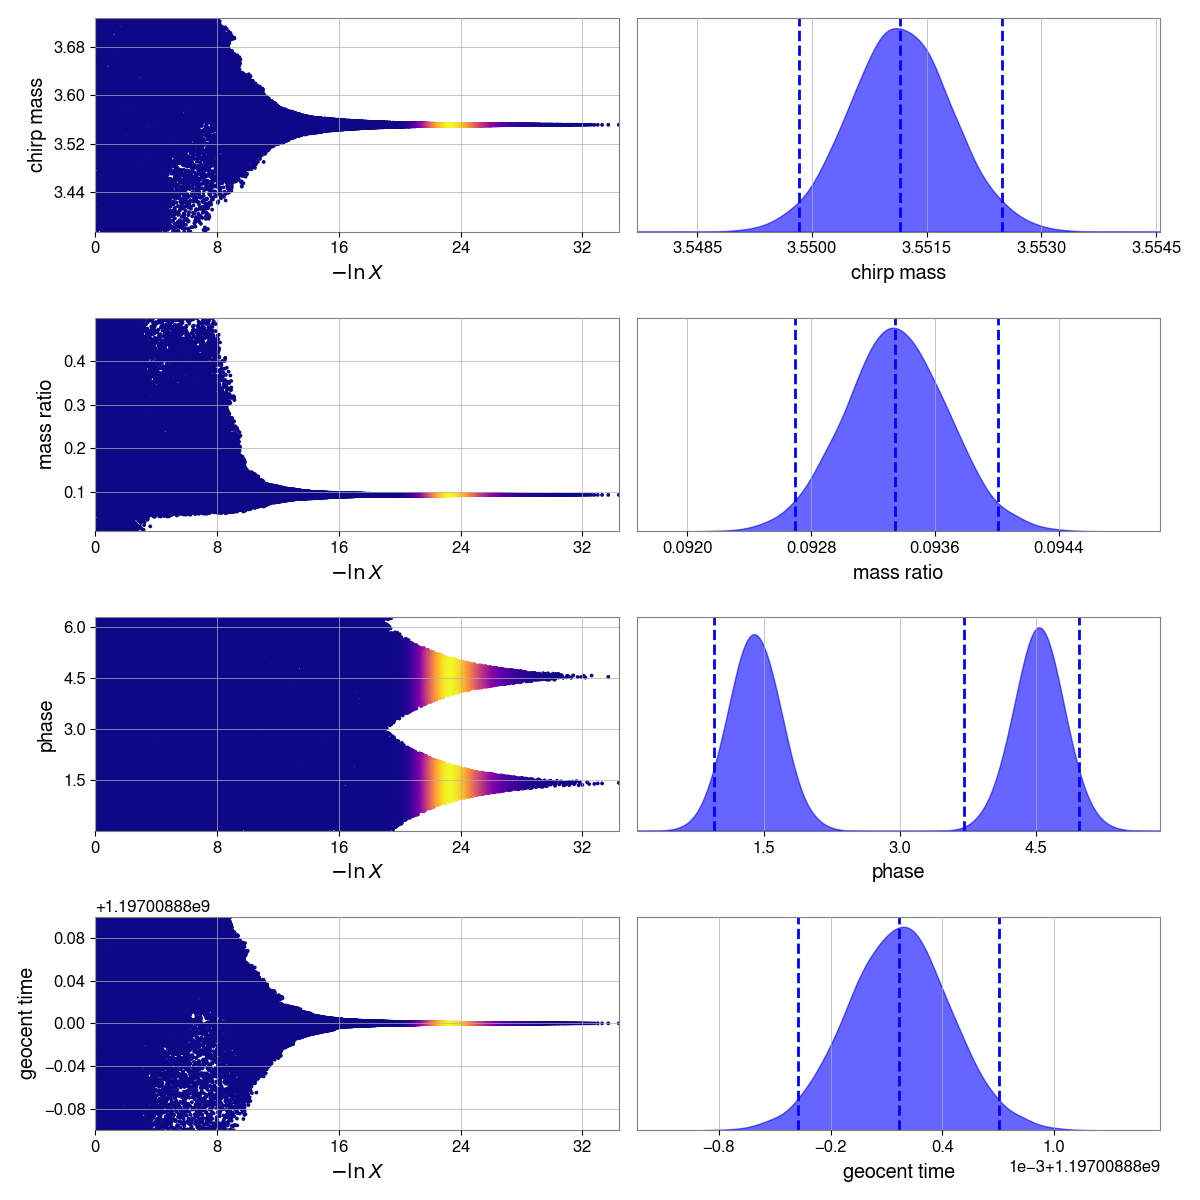 3.68
3.60
3.52
3.44
chirp mass
0 8 16 24 32
−ln X
3.5485 3.5500 3.5515 3.5530 3.5545
chirp mass
0.4
0.3
0.2
0.1
mass ratio
0 8 16 24 32
−ln X
0.0920 0.0928 0.0936 0.0944
mass ratio
6.0
4.5
3.0
1.5
phase
0 8 16 24 32
−ln X
1.5 3.0 4.5
phase
+1.19700888e9
0.08
0.04
0.00
−0.04
−0.08
geocent time
0 8 16 24 32
−ln X
−0.8 −0.2 0.4 1.0
geocent time
1e−3+1.19700888e9